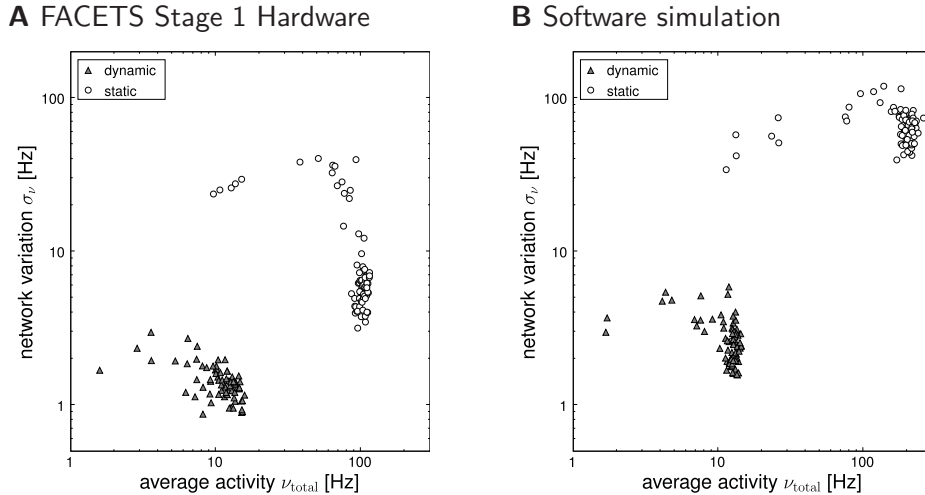 A FACETS Stage 1 Hardware
B Software simulation
dynamic
static
100
10
1
network variation σ_ν [Hz]
1
10
100
average activity ν_total [Hz]
dynamic
static
100
10
1
network variation σ_ν [Hz]
1
10
100
average activity ν_total [Hz]